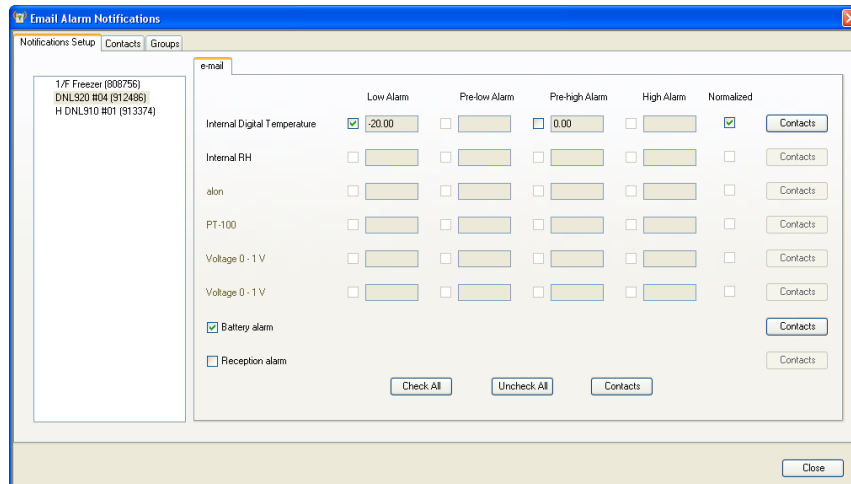 Email Alarm Notifications
Notifications Setup Contacts Groups
e-mail
1/F Freezer (808756)
DNL920 #04 (912486)
H DNL910 #01 (913374)
Low Alarm Pre-low Alarm Pre-high Alarm High Alarm Normalized
Internal Digital Temperature -20.00 0.00 Contacts
Internal RH Contacts
alon Contacts
PT-100 Contacts
Voltage 0 - 1 V Contacts
Voltage 0 - 1 V Contacts
Battery alarm Contacts
Reception alarm Contacts
Check All Uncheck All Contacts
Close